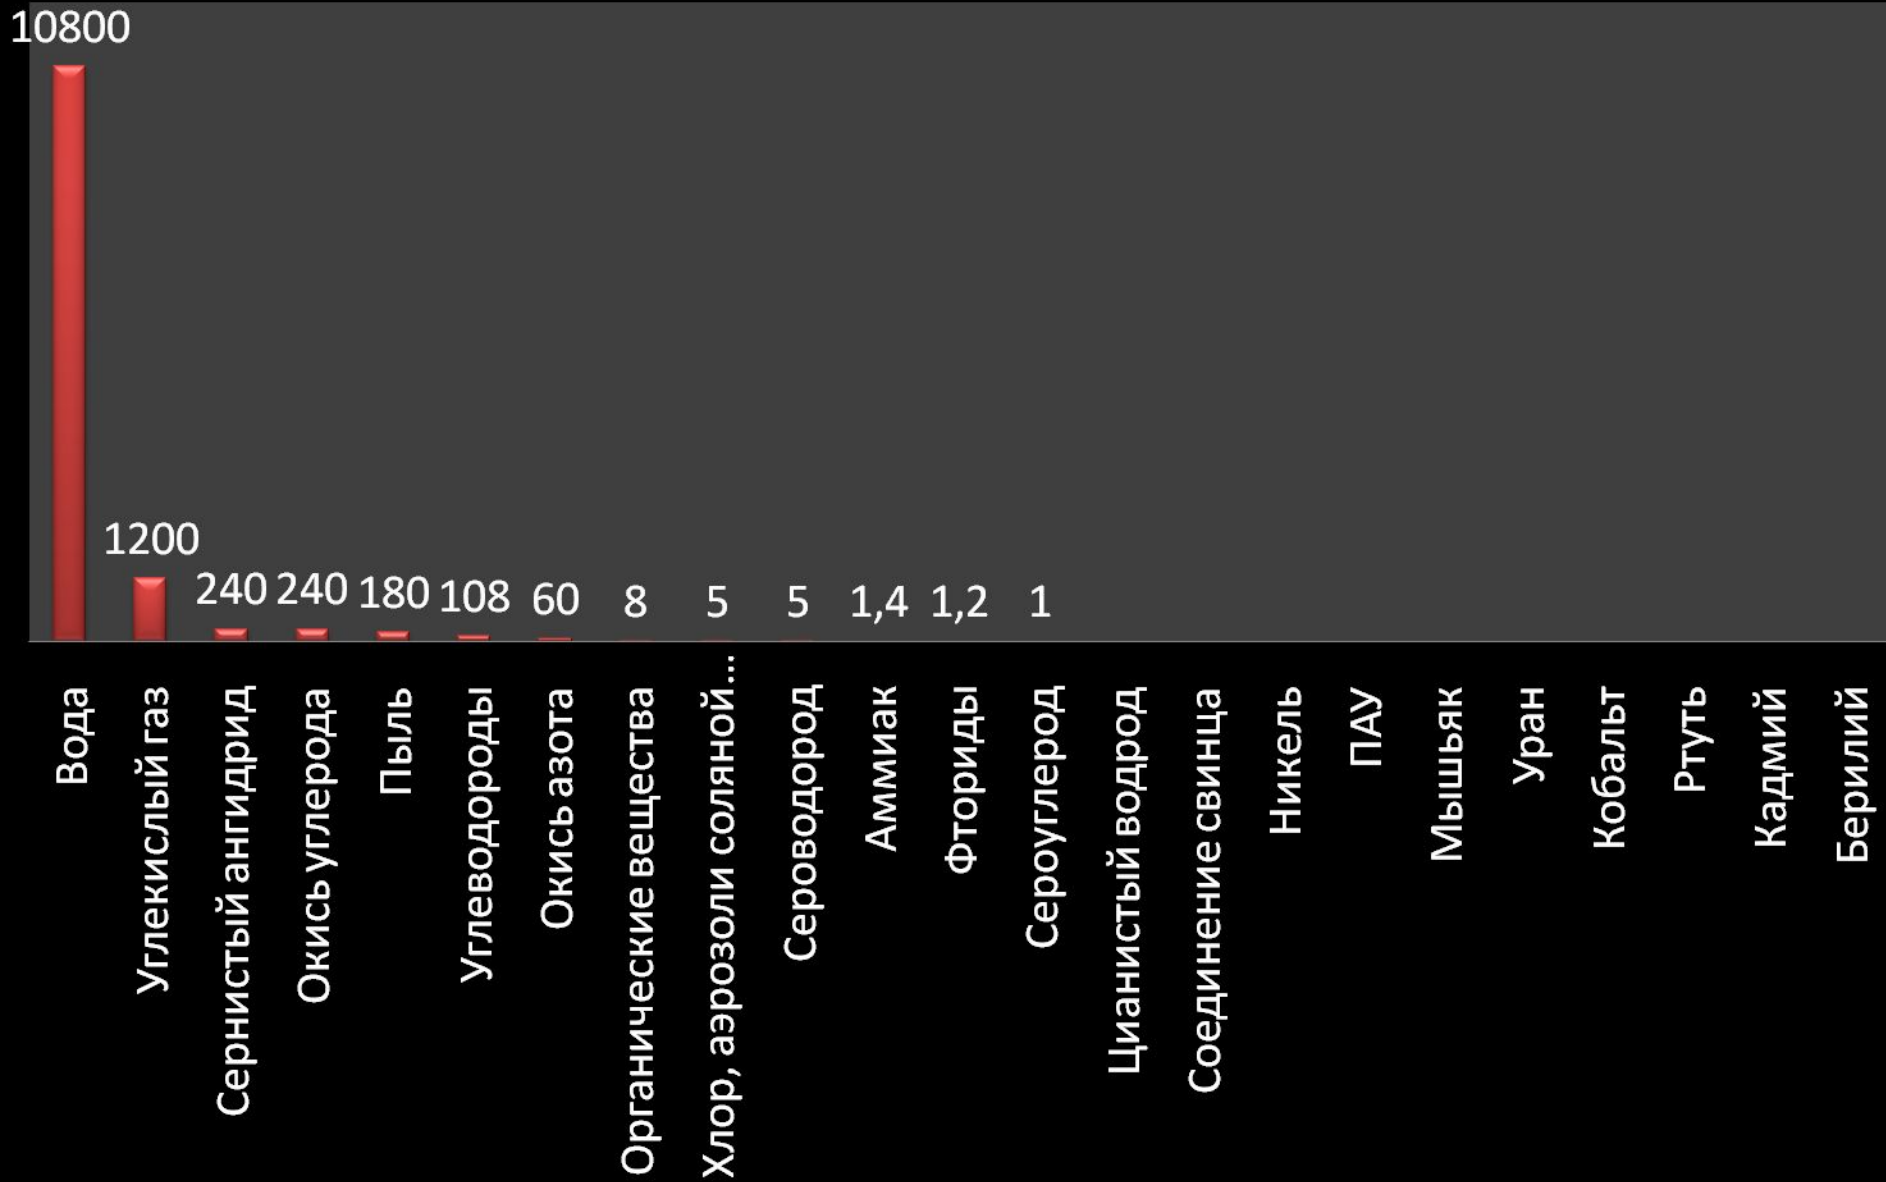 10800
1200
240
240
180
108
60
8
5
5
1,4
1,2
1
Вода
Углекислый газ
Сернистый ангидрид
Окись углерода
Пыль
Углеводороды
Окись азота
Органические вещества
Хлор, аэрозоли соляной...
Сероводород
Аммиак
Фториды
Сероуглерод
Цианистый водрод
Соединение свинца
Никель
ПАУ
Мышьяк
Уран
Кобальт
Ртуть
Кадмий
Берилий